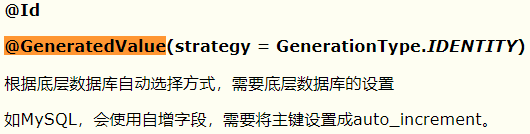 @Id
@GeneratedValue(strategy = GenerationType.IDENTITY)
根据底层数据库自动选择方式，需要底层数据库的设置
如MySQL，会使用自增字段，需要将主键设置成auto_increment。